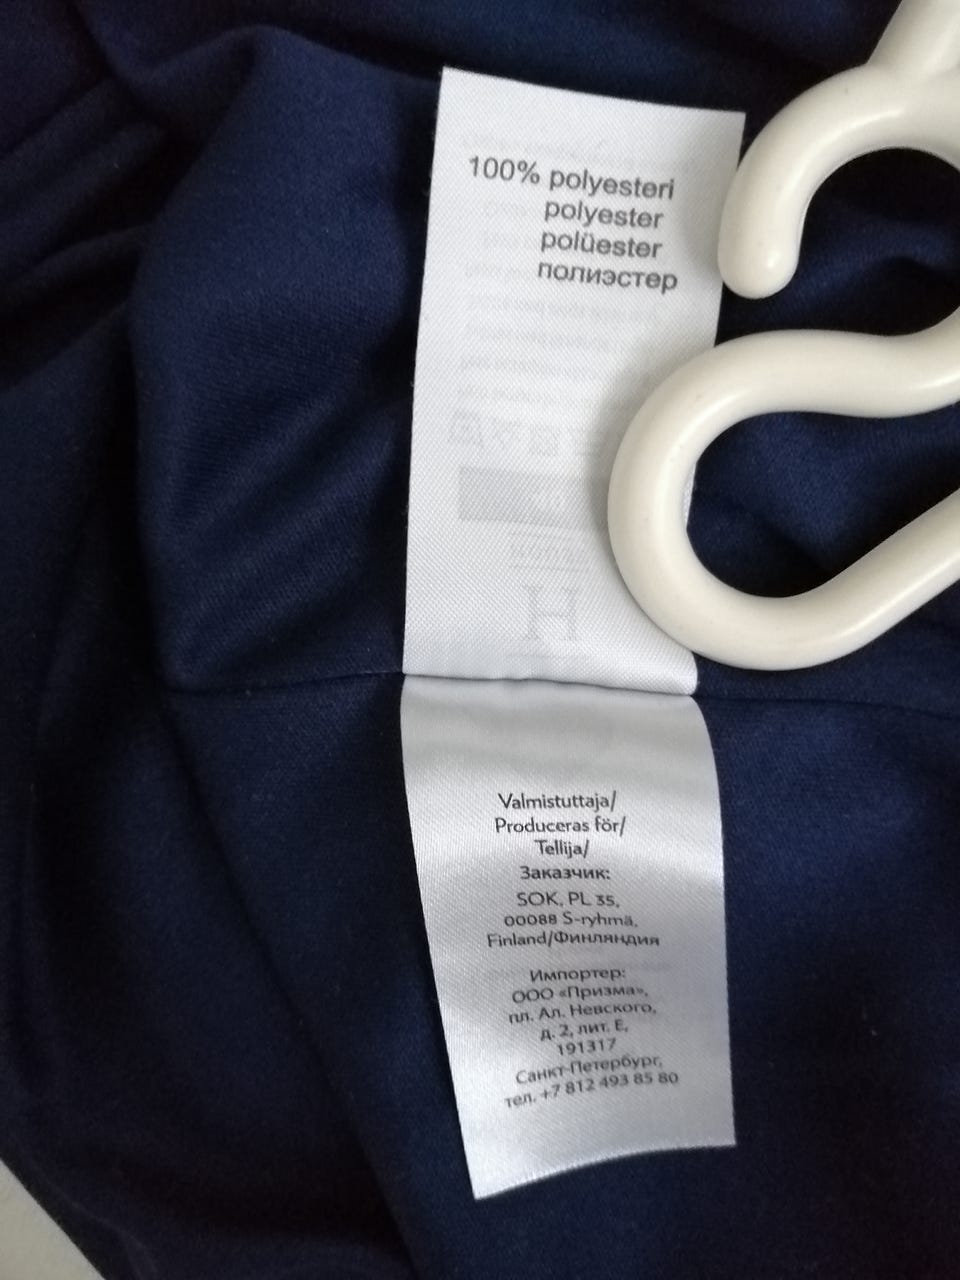 100% polyesteri
polyester
polüester
полиэстер
Valmistuttaja/
Produceras för/
Tellija/
Заказчик:
SOK, PL 35,
00088 S-ryhmä,
Finland/Финляндия
Импортер:
ООО «Призма»,
пл. Ал. Невского,
д. 2, лит. Е,
191317
Санкт-Петербург,
тел. +7 812 493 85 80